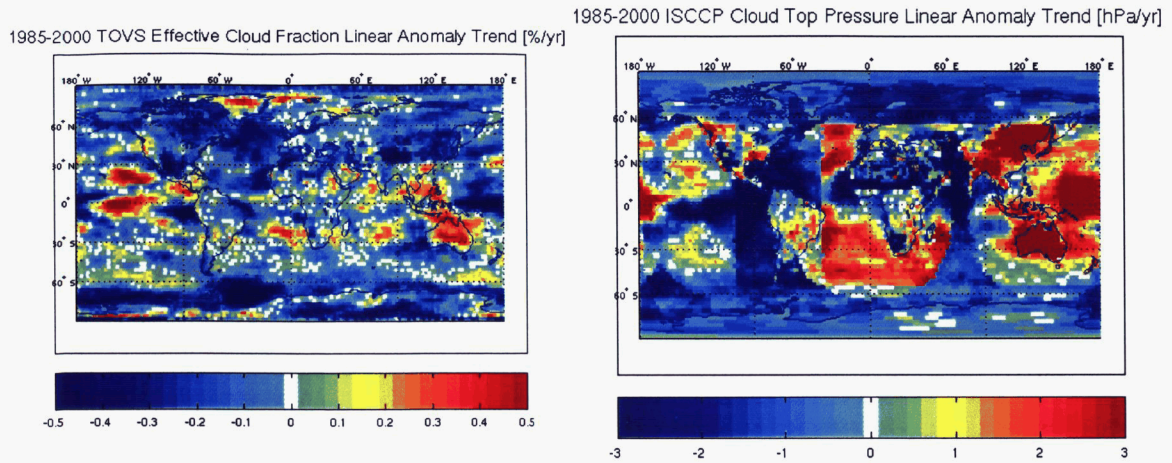 1985-2000 TOVS Effective Cloud Fraction Linear Anomaly Trend [%/yr]
180° W 120° W 60° W 0° 60° E 120° E 180° E
60° N
30° N
0°
30° S
60° S
-0.5 -0.4 -0.3 -0.2 -0.1 0 0.1 0.2 0.3 0.4 0.5
1985-2000 ISCCP Cloud Top Pressure Linear Anomaly Trend [hPa/yr]
180° W 120° W 60° W 0° 60° E 120° E 180° E
60° N
30° N
0°
30° S
60° S
-3 -2 -1 0 1 2 3